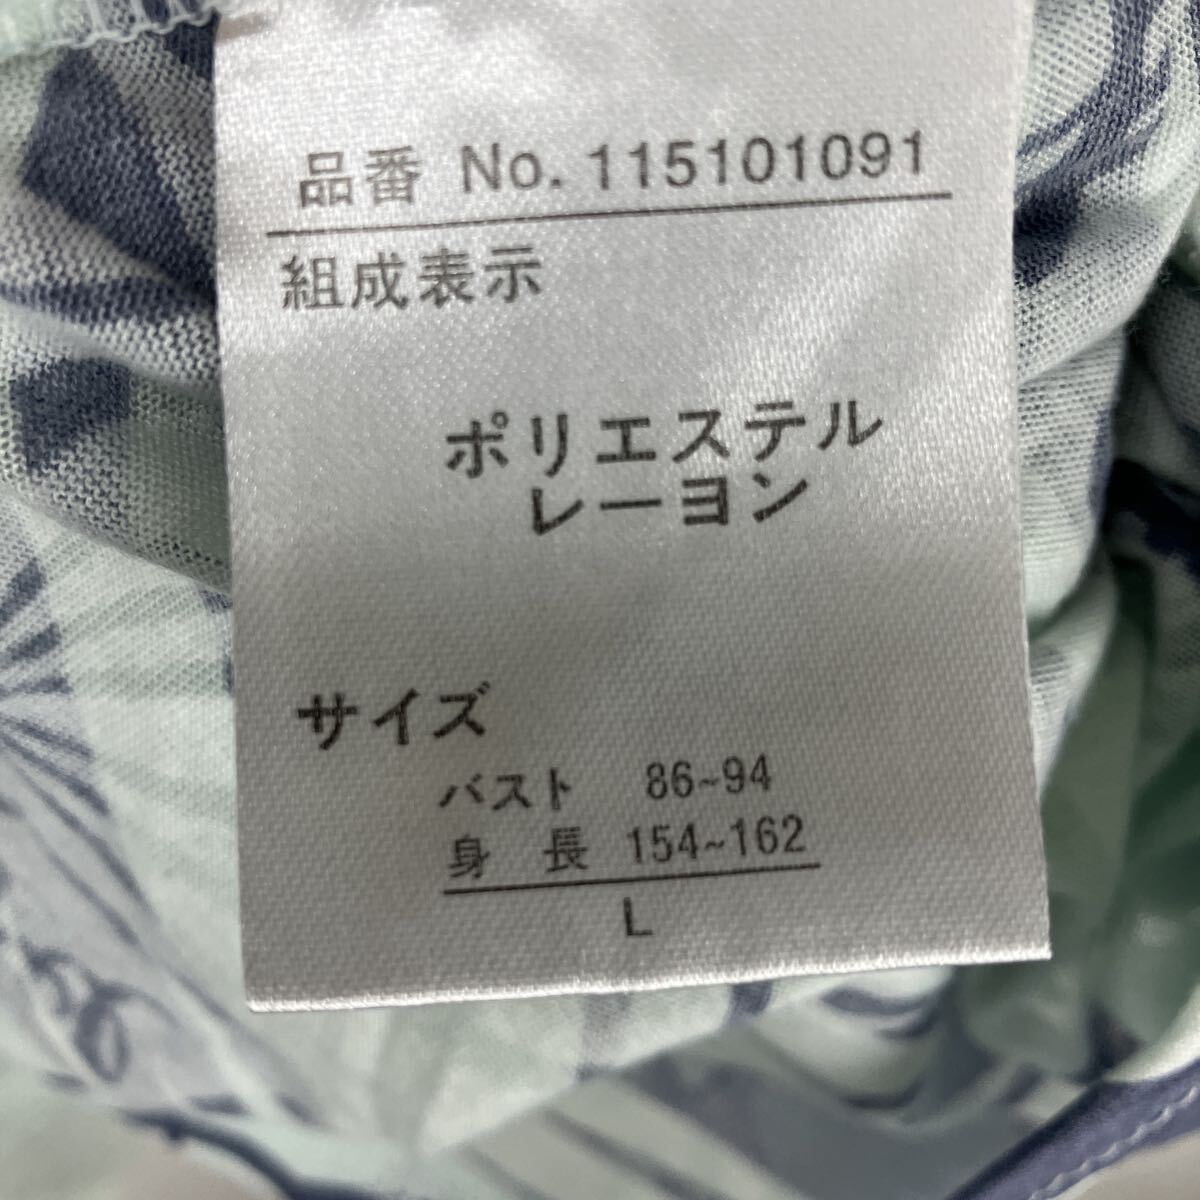 品番 No. 115101091
組成表示
ポリエステル
レーヨン
サイズ
バスト 86~94
身 長 154~162
L